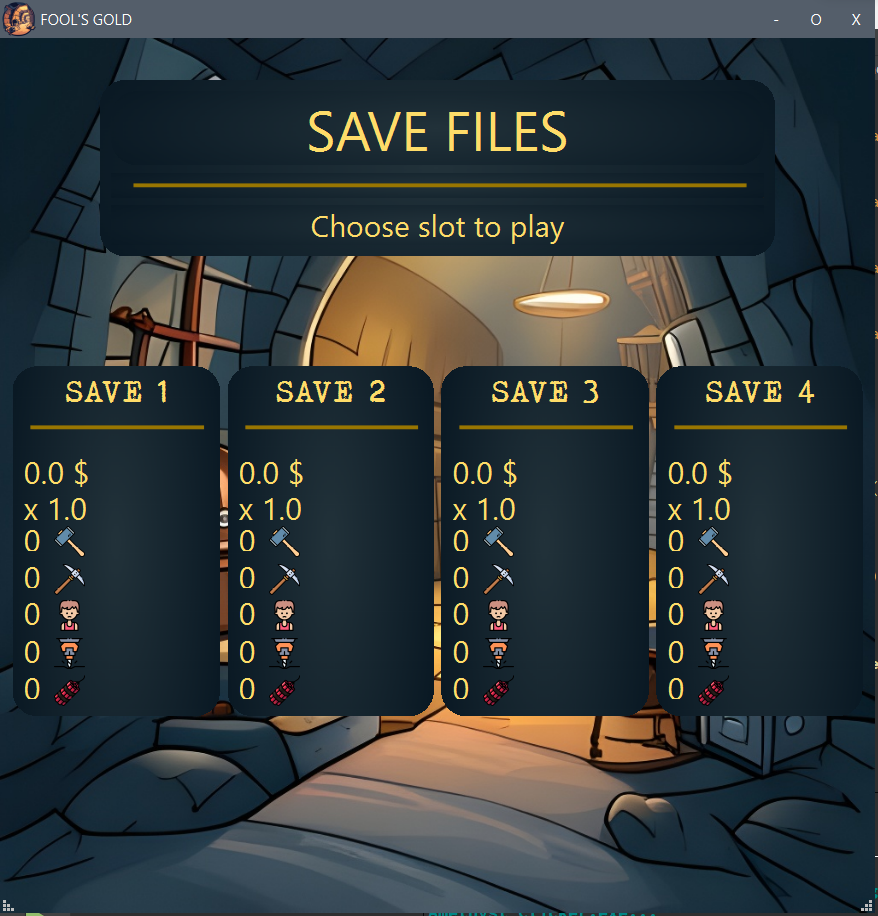 FOOL'S GOLD - O X
SAVE FILES
Choose slot to play
SAVE 1 SAVE 2 SAVE 3 SAVE 4
0.0 $ 0.0 $ 0.0 $ 0.0 $
x 1.0 x 1.0 x 1.0 x 1.0
0 0 0 0
0 0 0 0
0 0 0 0
0 0 0 0
0 0 0 0